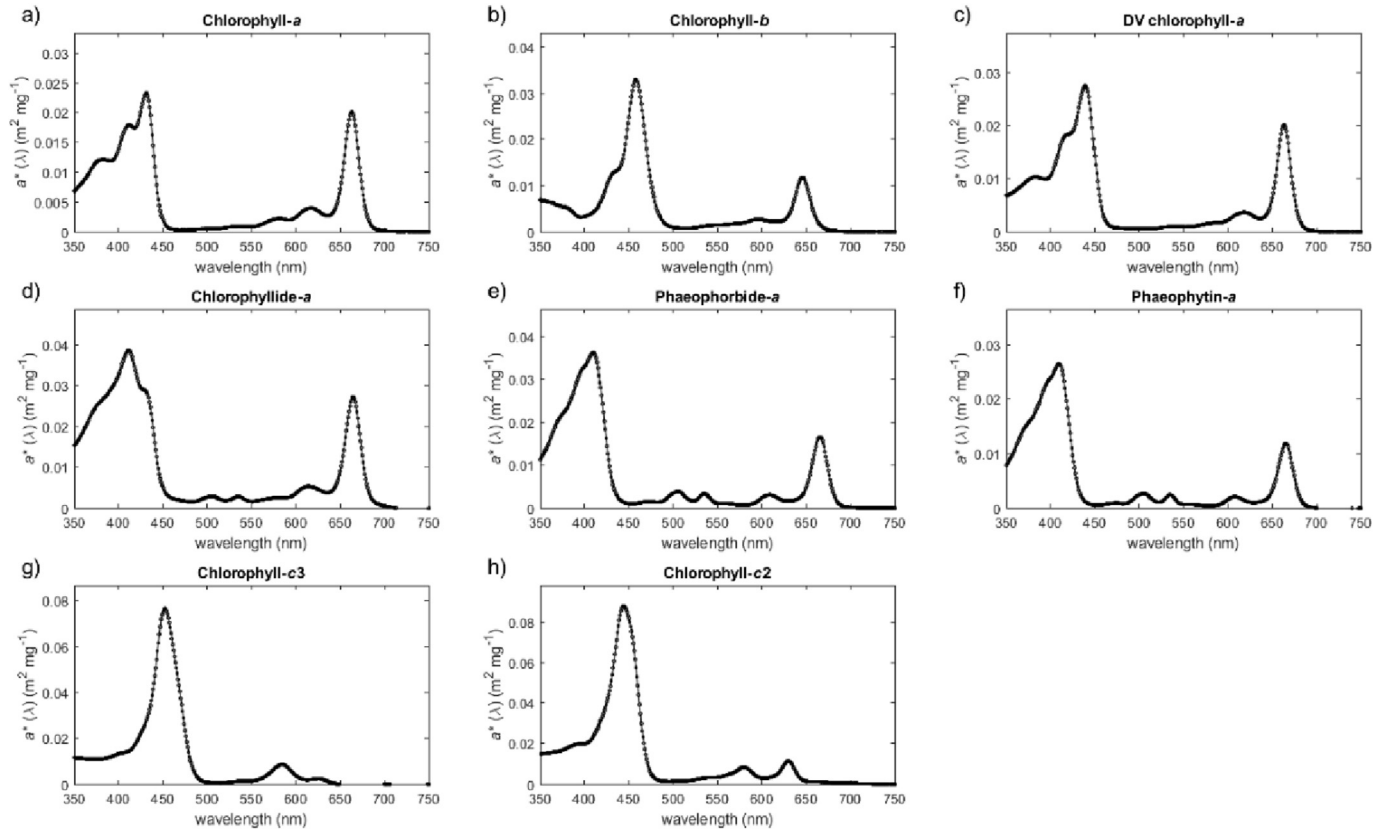 a)
Chlorophyll-a
0.03
0.025
0.02
0.015
0.01
0.005
0
a* (λ) (m² mg⁻¹)
350 400 450 500 550 600 650 700 750
wavelength (nm)
b)
Chlorophyll-b
0.04
0.03
0.02
0.01
0
a* (λ) (m² mg⁻¹)
350 400 450 500 550 600 650 700 750
wavelength (nm)
c)
DV chlorophyll-a
0.03
0.02
0.01
0
a* (λ) (m² mg⁻¹)
350 400 450 500 550 600 650 700 750
wavelength (nm)
d)
Chlorophyllide-a
0.04
0.03
0.02
0.01
0
a* (λ) (m² mg⁻¹)
350 400 450 500 550 600 650 700 750
wavelength (nm)
e)
Phaeophorbide-a
0.04
0.03
0.02
0.01
0
a* (λ) (m² mg⁻¹)
350 400 450 500 550 600 650 700 750
wavelength (nm)
f)
Phaeophytin-a
0.03
0.02
0.01
0
a* (λ) (m² mg⁻¹)
350 400 450 500 550 600 650 700 750
wavelength (nm)
g)
Chlorophyll-c3
0.08
0.06
0.04
0.02
0
a* (λ) (m² mg⁻¹)
350 400 450 500 550 600 650 700 750
wavelength (nm)
h)
Chlorophyll-c2
0.08
0.06
0.04
0.02
0
a* (λ) (m² mg⁻¹)
350 400 450 500 550 600 650 700 750
wavelength (nm)